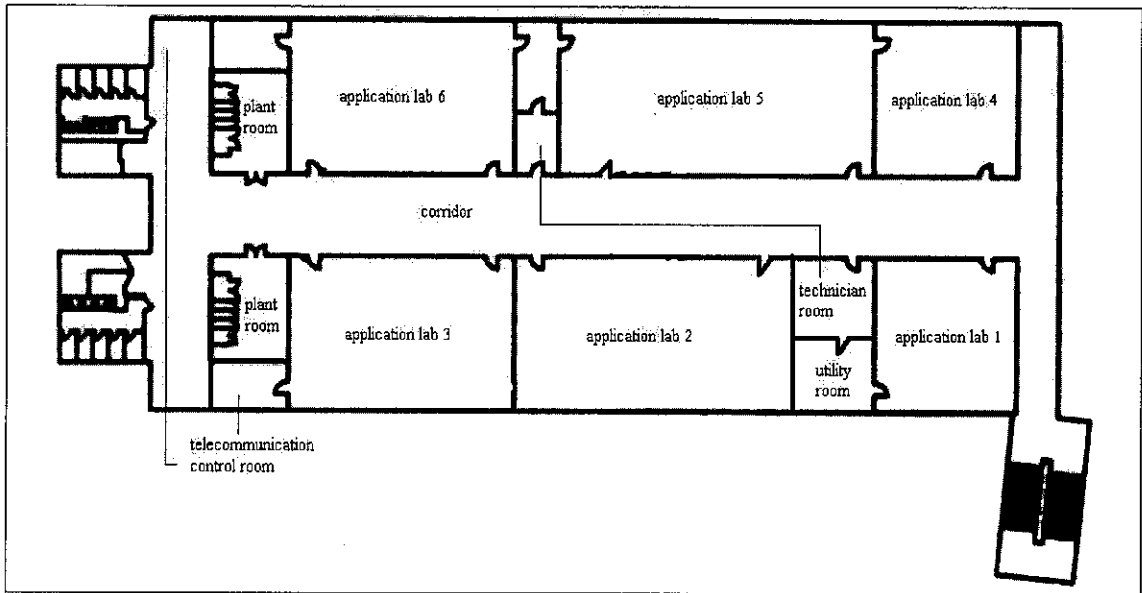 application lab 6
application lab 5
application lab 4
plant
room
corridor
plant
room
application lab 3
application lab 2
technician
room
application lab 1
utility
room
telecommunication
control room